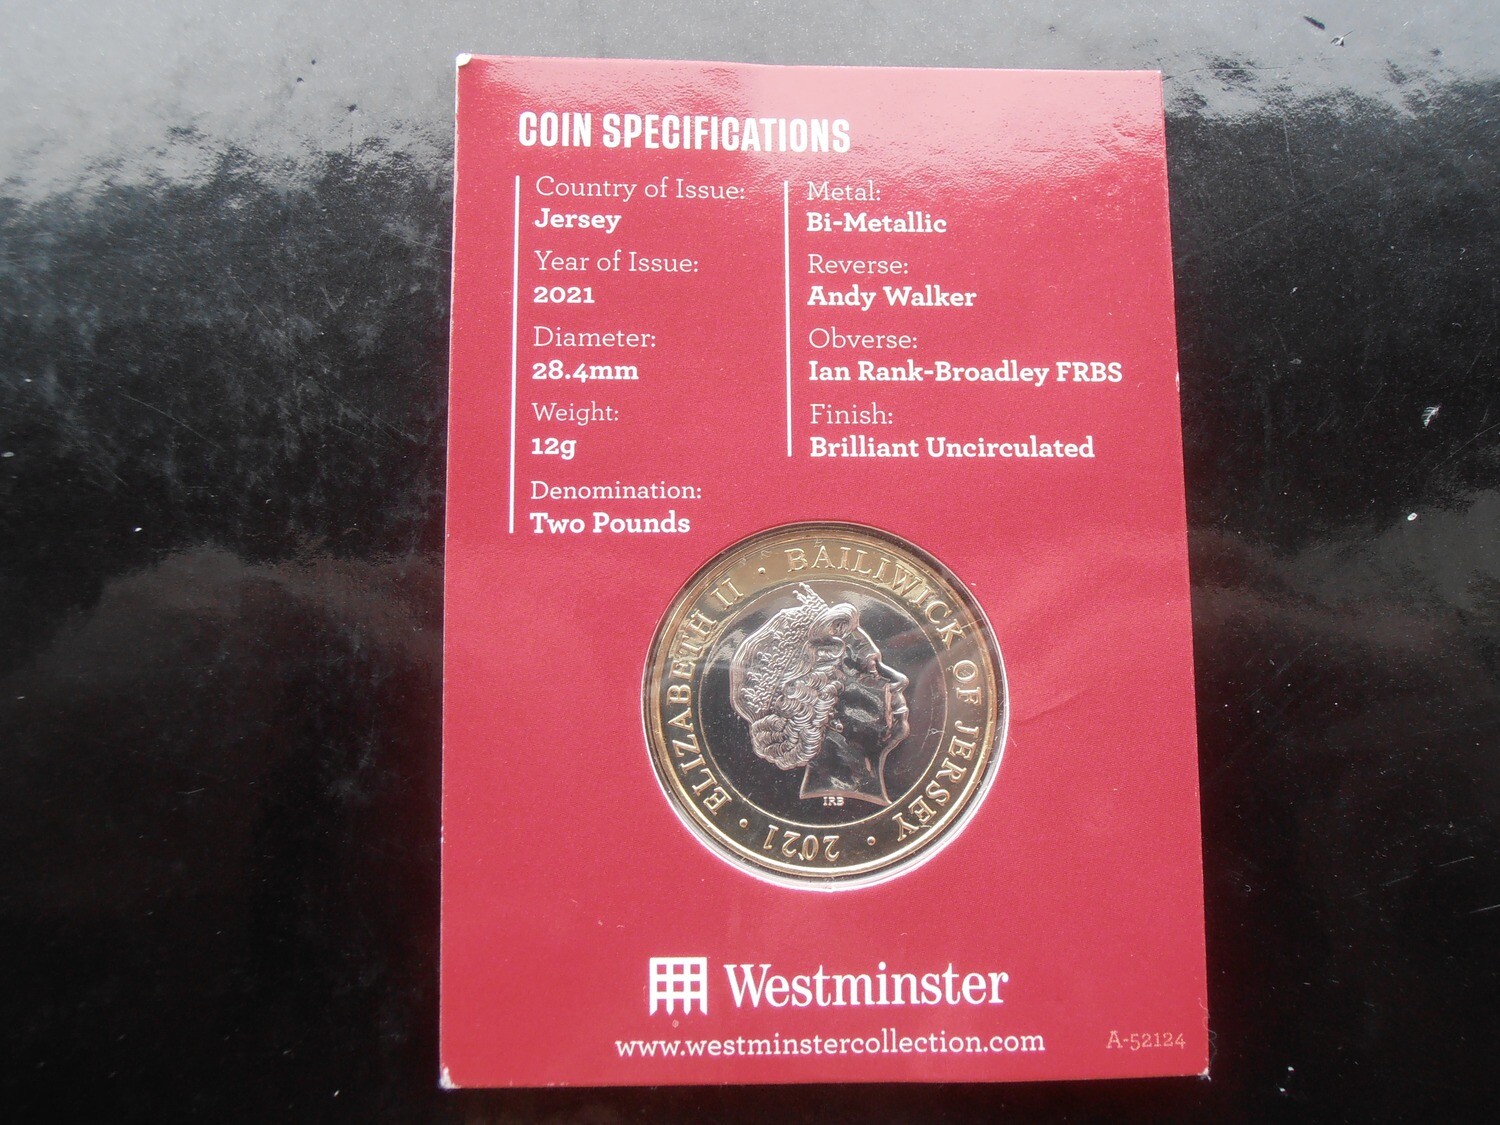 COIN SPECIFICATIONS
Country of Issue:
Jersey
Year of Issue:
2021
Diameter:
28.4mm
Weight:
12g
Denomination:
Two Pounds
Metal:
Bi-Metallic
Reverse:
Andy Walker
Obverse:
Ian Rank-Broadley FRBS
Finish:
Brilliant Uncirculated
ELIZABETH II · BAILIWICK OF JERSEY · 2021 ·
IRB
Westminster
www.westminstercollection.com
A-52124